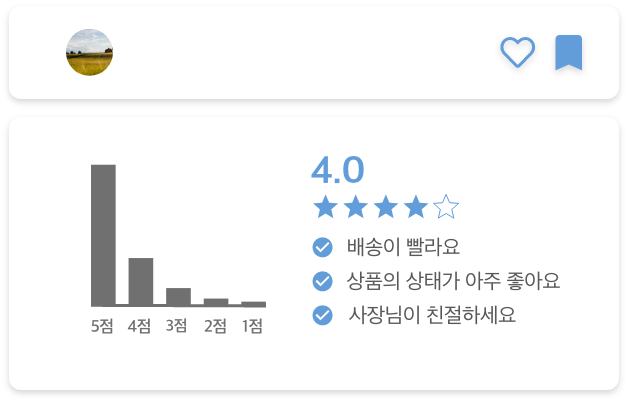 4.0
배송이 빨라요
상품의 상태가 아주 좋아요
사장님이 친절하세요
5점 4점 3점 2점 1점